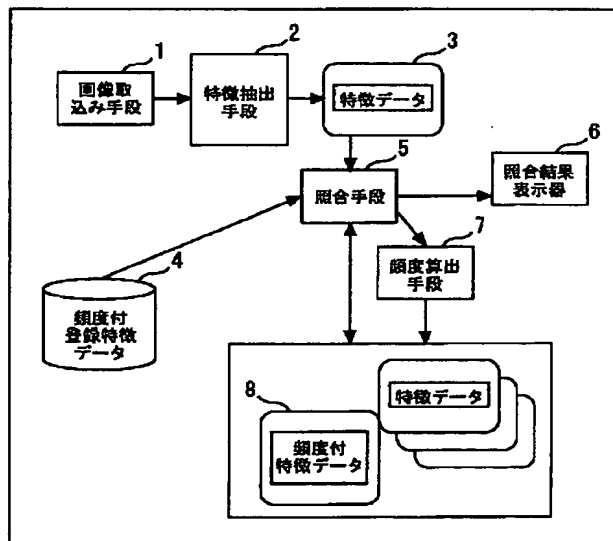 1
画像取
込み手段
2
特徴抽出
手段
3
特徴データ
4
頻度付
登録特徴
データ
5
照合手段
6
照合結果
表示器
7
頻度算出
手段
8
頻度付
特徴データ
特徴データ